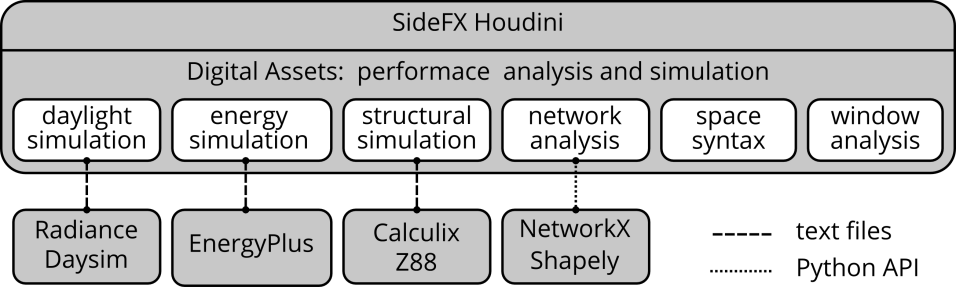 SideFX Houdini
Digital Assets:  performace  analysis and simulation
daylight
simulation
energy
simulation
structural
simulation
network
analysis
space
syntax
window
analysis
Radiance
Daysim
EnergyPlus
Calculix
Z88
NetworkX
Shapely
text files
Python API